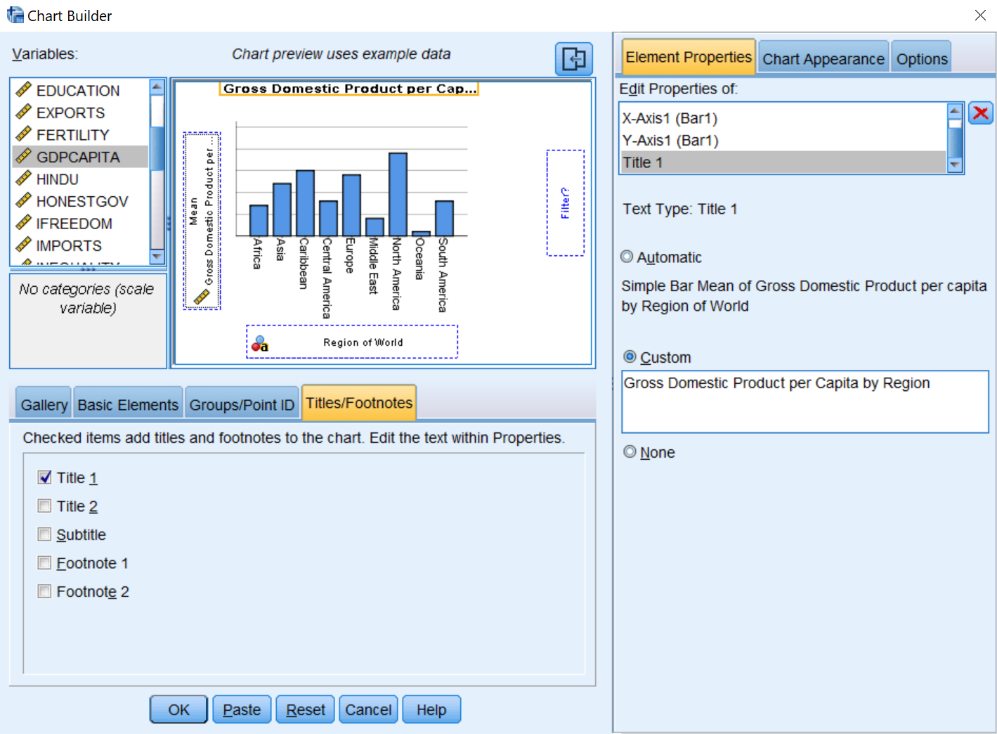 Chart Builder
Variables:
Chart preview uses example data
EDUCATION
EXPORTS
FERTILITY
GDPCAPITA
HINDU
HONESTGOV
IFREEDOM
IMPORTS
INEQUALITY
No categories (scale
variable)
Gross Domestic Product per Cap...
Mean
Gross Domestic Product per...
Africa
Asia
Caribbean
Central America
Europe
Middle East
North America
Oceania
South America
Filter?
a
Region of World
Gallery
Basic Elements
Groups/Point ID
Titles/Footnotes
Checked items add titles and footnotes to the chart. Edit the text within Properties.
Title 1
Title 2
Subtitle
Footnote 1
Footnote 2
OK
Paste
Reset
Cancel
Help
Element Properties
Chart Appearance
Options
Edit Properties of:
X-Axis1 (Bar1)
Y-Axis1 (Bar1)
Title 1
Text Type: Title 1
Automatic
Simple Bar Mean of Gross Domestic Product per capita
by Region of World
Custom
Gross Domestic Product per Capita by Region
None